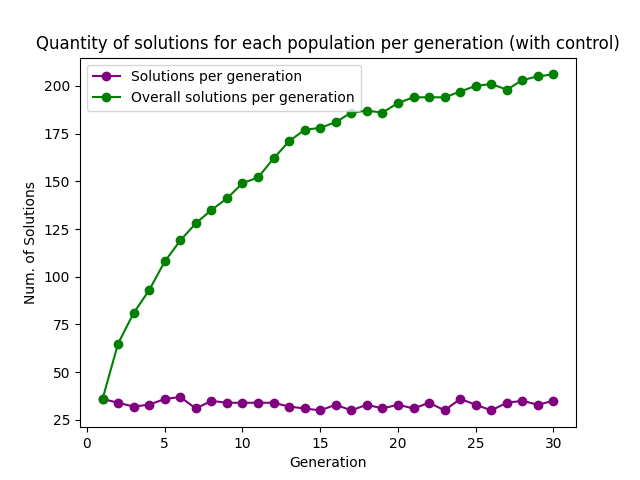 Quantity of solutions for each population per generation (with control)
Solutions per generation
Overall solutions per generation
Num. of Solutions
200
175
150
125
100
75
50
25
0 5 10 15 20 25 30
Generation